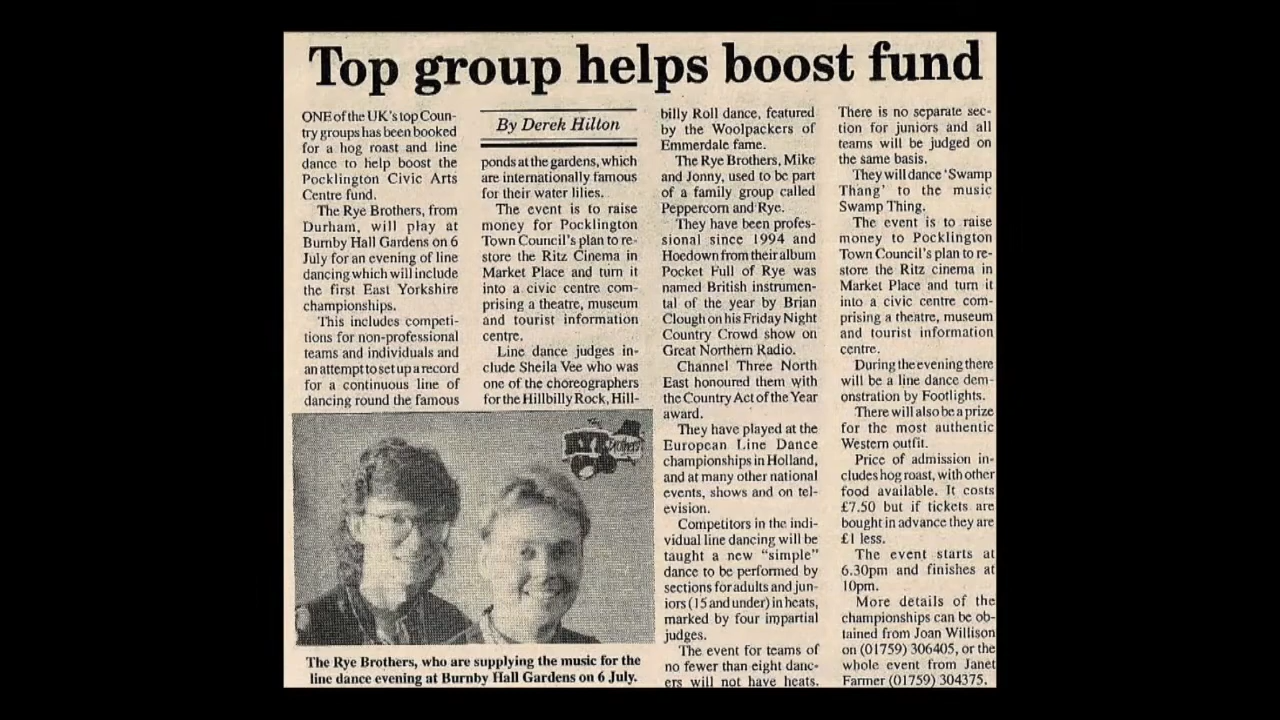 Top group helps boost fund
ONE of the UK's top Coun-
try groups has been booked
for a hog roast and line
dance to help boost the
Pocklington Civic Arts
Centre fund.
The Rye Brothers, from
Durham, will play at
Burnby Hall Gardens on 6
July for an evening of line
dancing which will include
the first East Yorkshire
championships.
This includes competi-
tions for non-professional
teams and individuals and
an attempt to set up a record
for a continuous line of
dancing round the famous
By Derek Hilton
ponds at the gardens, which
are internationally famous
for their water lilies.
The event is to raise
money for Pocklington
Town Council's plan to re-
store the Ritz Cinema in
Market Place and turn it
into a civic centre com-
prising a theatre, museum
and tourist information
centre.
Line dance judges in-
clude Sheila Vee who was
one of the choreographers
for the Hillbilly Rock, Hill-
billy Roll dance, featured
by the Woolpackers of
Emmerdale fame.
The Rye Brothers, Mike
and Jonny, used to be part
of a family group called
Peppercorn and Rye.
They have been profes-
sional since 1994 and
Hoedown from their album
Pocket Full of Rye was
named British instrumen-
tal of the year by Brian
Clough on his Friday Night
Country Crowd show on
Great Northern Radio.
Channel Three North
East honoured them with
the Country Act of the Year
award.
They have played at the
European Line Dance
championships in Holland,
and at many other national
events, shows and on tel-
evision.
Competitors in the indi-
vidual line dancing will be
taught a new "simple"
dance to be performed by
sections for adults and jun-
iors (15 and under) in heats,
marked by four impartial
judges.
The event for teams of
no fewer than eight danc-
ers will not have heats.
There is no separate sec-
tion for juniors and all
teams will be judged on
the same basis.
They will dance 'Swamp
Thang' to the music
Swamp Thing.
The event is to raise
money to Pocklington
Town Council's plan to re-
store the Ritz cinema in
Market Place and turn it
into a civic centre com-
prising a theatre, museum
and tourist information
centre.
During the evening there
will be a line dance dem-
onstration by Footlights.
There will also be a prize
for the most authentic
Western outfit.
Price of admission in-
cludes hog roast, with other
food available. It costs
£7.50 but if tickets are
bought in advance they are
£1 less.
The event starts at
6.30pm and finishes at
10pm.
More details of the
championships can be ob-
tained from Joan Willison
on (01759) 306405, or the
whole event from Janet
Farmer (01759) 304375.
RYE
The Rye Brothers, who are supplying the music for the
line dance evening at Burnby Hall Gardens on 6 July.